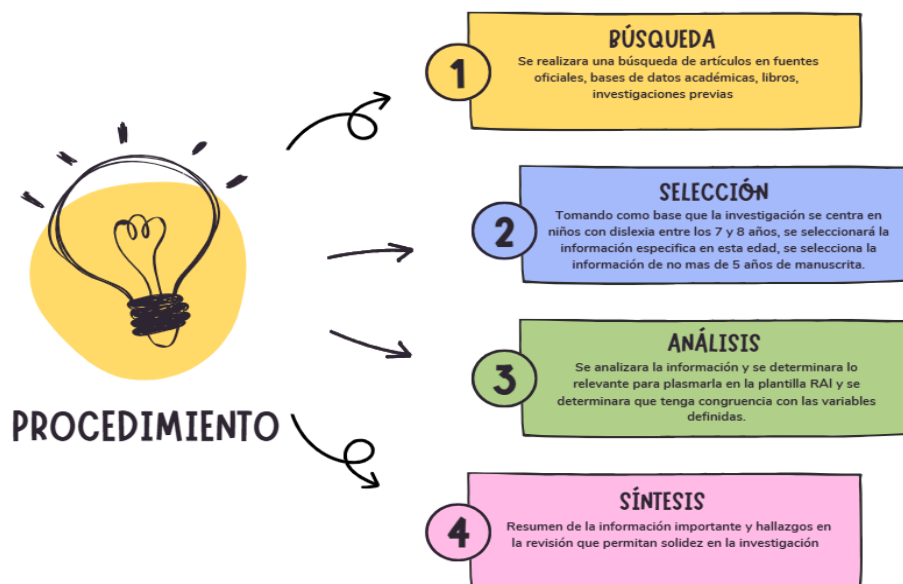 PROCEDIMIENTO
1
BÚSQUEDA
Se realizara una búsqueda de artículos en fuentes
oficiales, bases de datos académicas, libros,
investigaciones previas
2
SELECCIÓN
Tomando como base que la investigación se centra en
niños con dislexia entre los 7 y 8 años, se seleccionará la
información especifica en esta edad, se selecciona la
información de no mas de 5 años de manuscrita.
3
ANÁLISIS
Se analizara la información y se determinara lo
relevante para plasmarla en la plantilla RAI y se
determinara que tenga congruencia con las variables
definidas.
4
SÍNTESIS
Resumen de la información importante y hallazgos en
la revisión que permitan solidez en la investigación